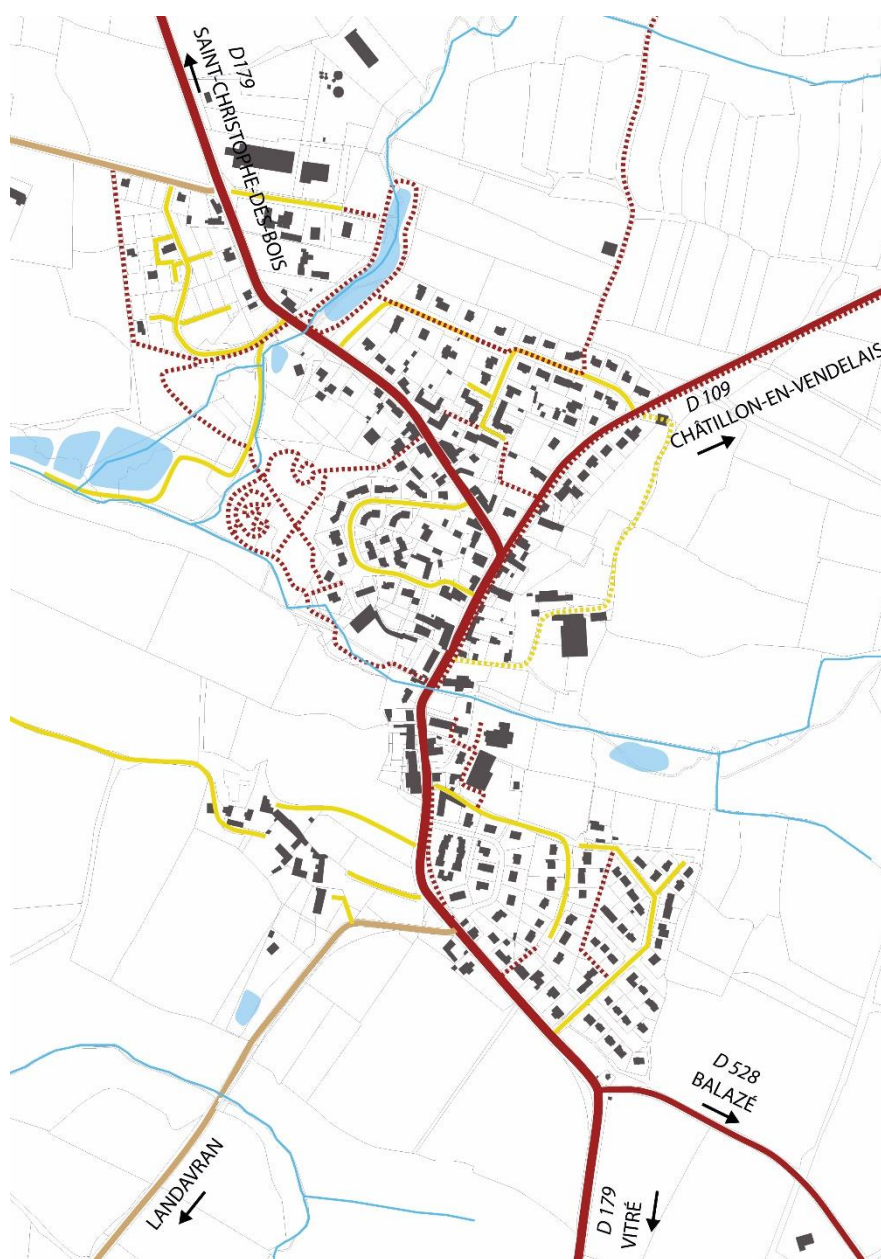 D179
SAINT-CHRISTOPHE-DES-BOIS
D 109
CHÂTILLON-EN-VENDELAIS
D 528
BALAZÉ
LANDAVRAN
D 179
VITRÉ